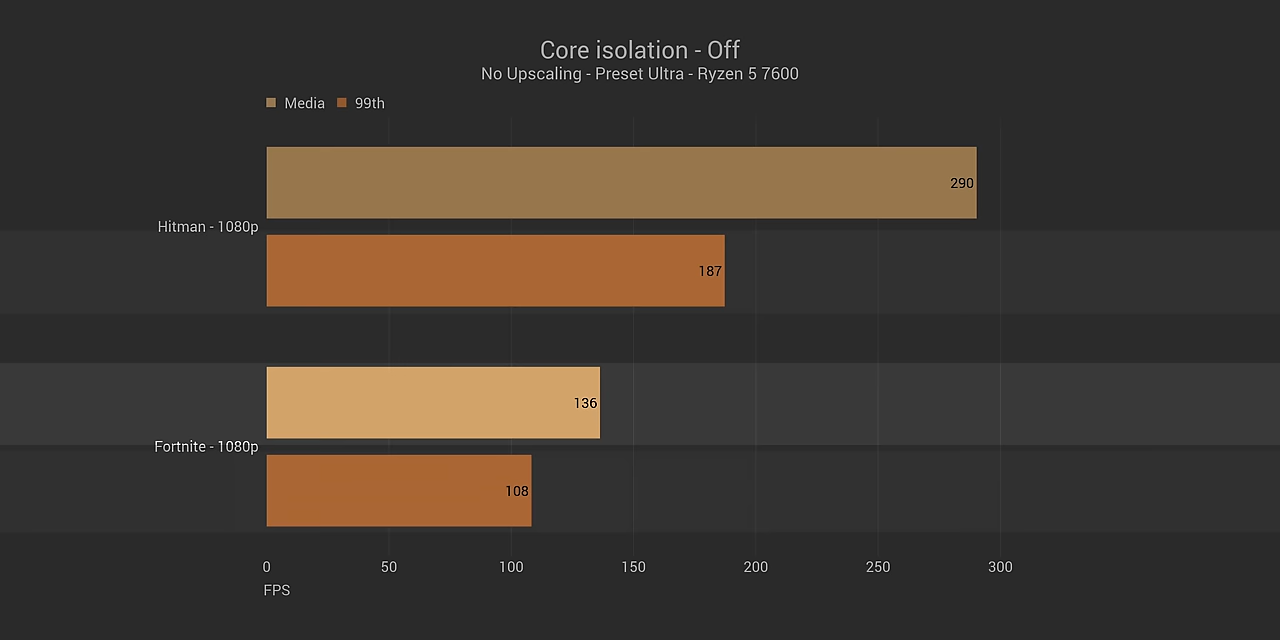 Core isolation - Off
No Upscaling - Preset Ultra - Ryzen 5 7600
Media 99th
290
Hitman - 1080p
187
136
Fortnite - 1080p
108
0 50 100 150 200 250 300
FPS